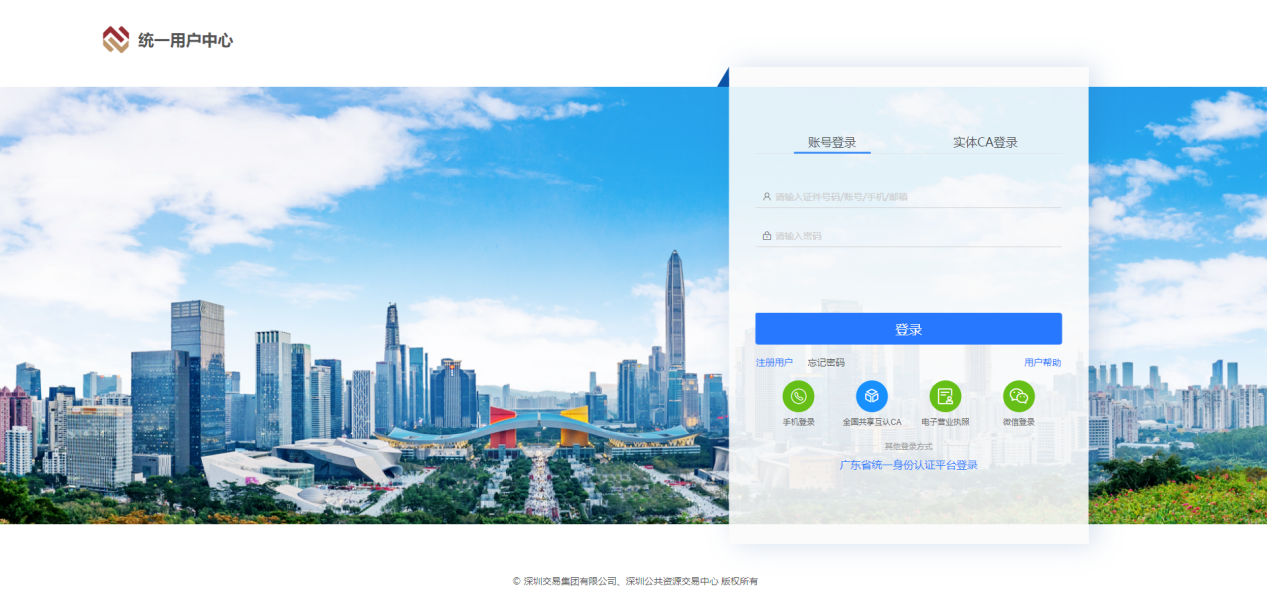 统一用户中心
账号登录
实体CA登录
请输入证件号码/账号/手机/邮箱
请输入密码
登录
注册用户
忘记密码
用户帮助
手机登录
全国共享互认CA
电子营业执照
微信登录
其他登录方式
广东省统一身份认证平台登录
© 深圳交易集团有限公司、深圳公共资源交易中心 版权所有